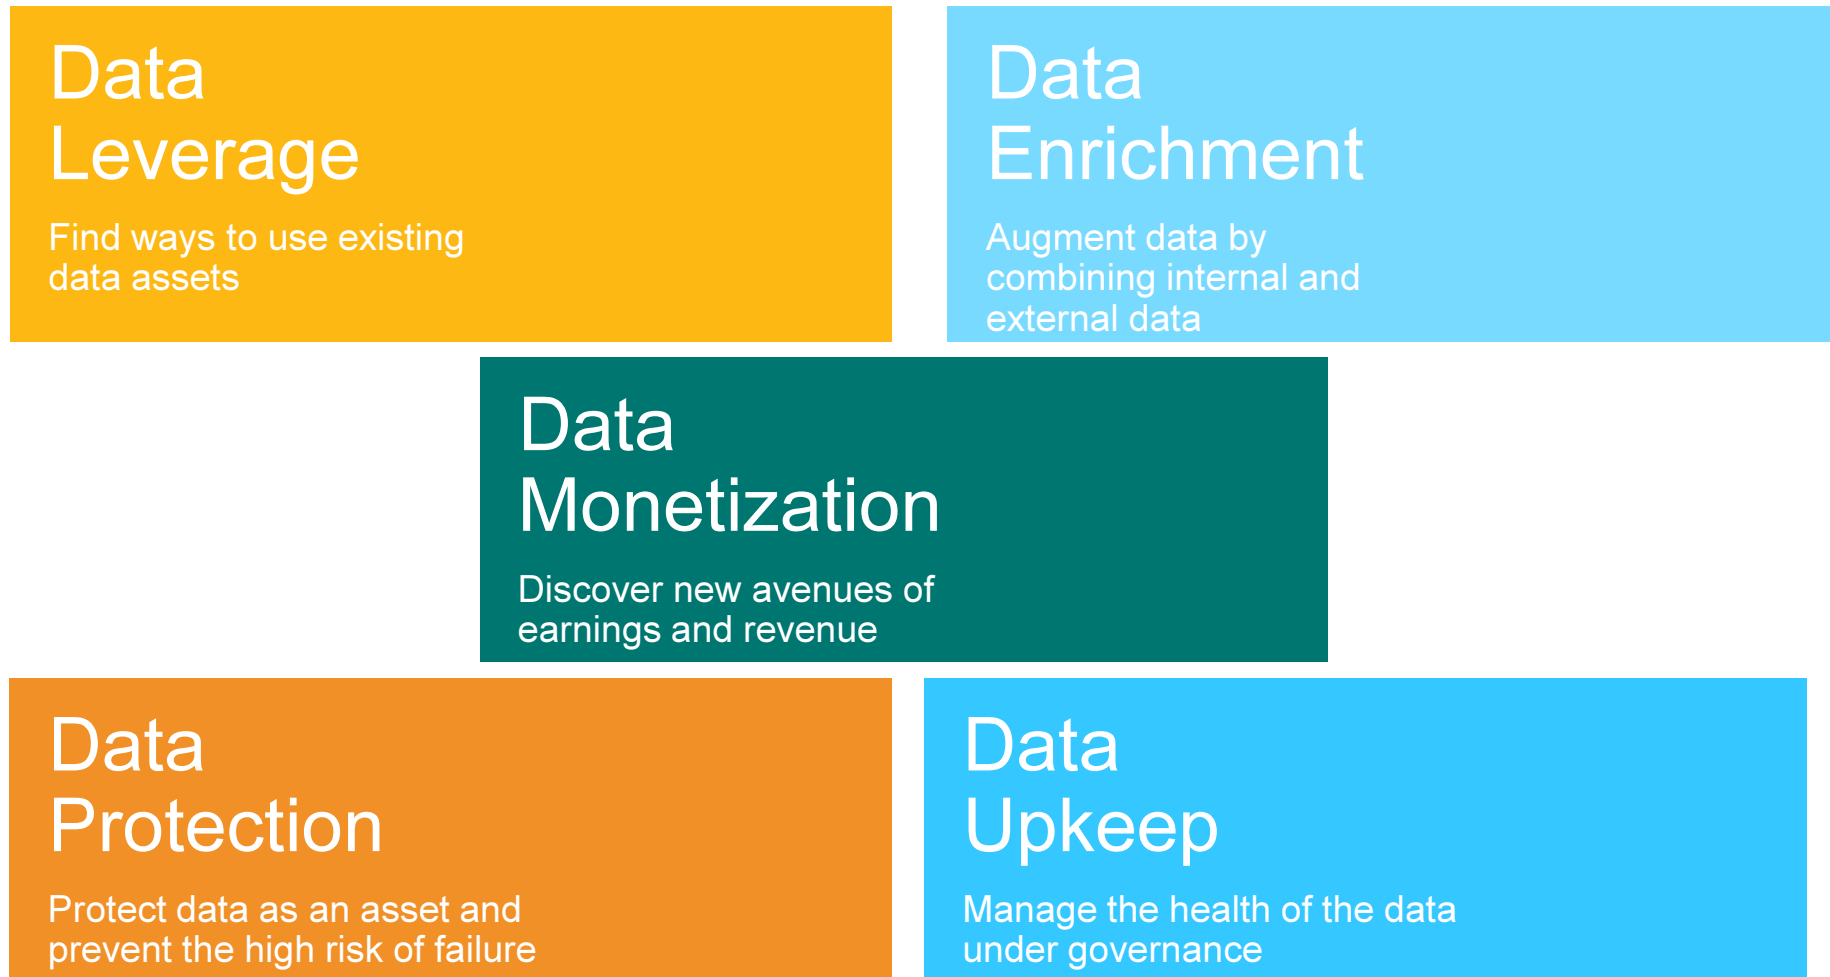 Data
Leverage
Find ways to use existing
data assets
Data
Enrichment
Augment data by
combining internal and
external data
Data
Monetization
Discover new avenues of
earnings and revenue
Data
Protection
Protect data as an asset and
prevent the high risk of failure
Data
Upkeep
Manage the health of the data
under governance